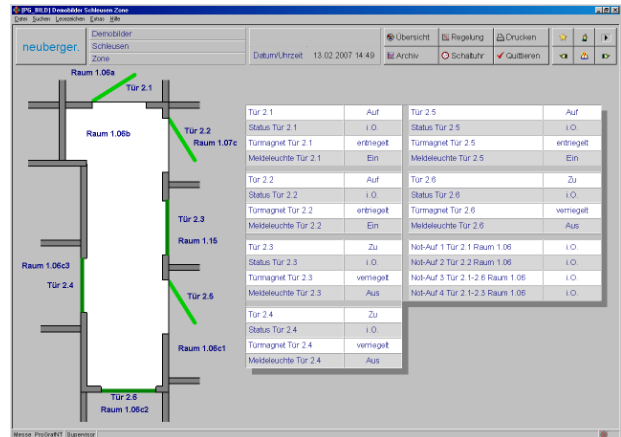 [PG_BILD] Demobilder Schleusen Zone
Datei Suchen Lesezeichen Extras Hilfe
neuberger.
Demobilder
Schleusen
Zone
Datum/Uhrzeit 13.02.2007 14:49
Übersicht Regelung Drucken
Archiv Schaltuhr Quittieren
Raum 1.06a
Tür 2.1
Raum 1.06b
Tür 2.2
Raum 1.07c
Tür 2.3
Raum 1.15
Raum 1.06c3
Tür 2.4
Tür 2.5
Raum 1.06c1
Tür 2.6
Raum 1.06c2
Tür 2.1 Auf
Status Tür 2.1 i.O.
Türmagnet Tür 2.1 entriegelt
Meldeleuchte Tür 2.1 Ein
Tür 2.2 Auf
Status Tür 2.2 i.O.
Türmagnet Tür 2.2 entriegelt
Meldeleuchte Tür 2.2 Ein
Tür 2.3 Zu
Status Tür 2.3 i.O.
Türmagnet Tür 2.3 verriegelt
Meldeleuchte Tür 2.3 Aus
Tür 2.4 Zu
Status Tür 2.4 i.O.
Türmagnet Tür 2.4 verriegelt
Meldeleuchte Tür 2.4 Aus
Tür 2.5 Auf
Status Tür 2.5 i.O.
Türmagnet Tür 2.5 entriegelt
Meldeleuchte Tür 2.5 Ein
Tür 2.6 Zu
Status Tür 2.6 i.O.
Türmagnet Tür 2.6 verriegelt
Meldeleuchte Tür 2.6 Aus
Not-Auf 1 Tür 2.1 Raum 1.06 i.O.
Not-Auf 2 Tür 2.2 Raum 1.06 i.O.
Not-Auf 3 Tür 2.1-2.6 Raum 1.06 i.O.
Not-Auf 4 Tür 2.1-2.3 Raum 1.06 i.O.
Messe ProGrafNT Supervisor